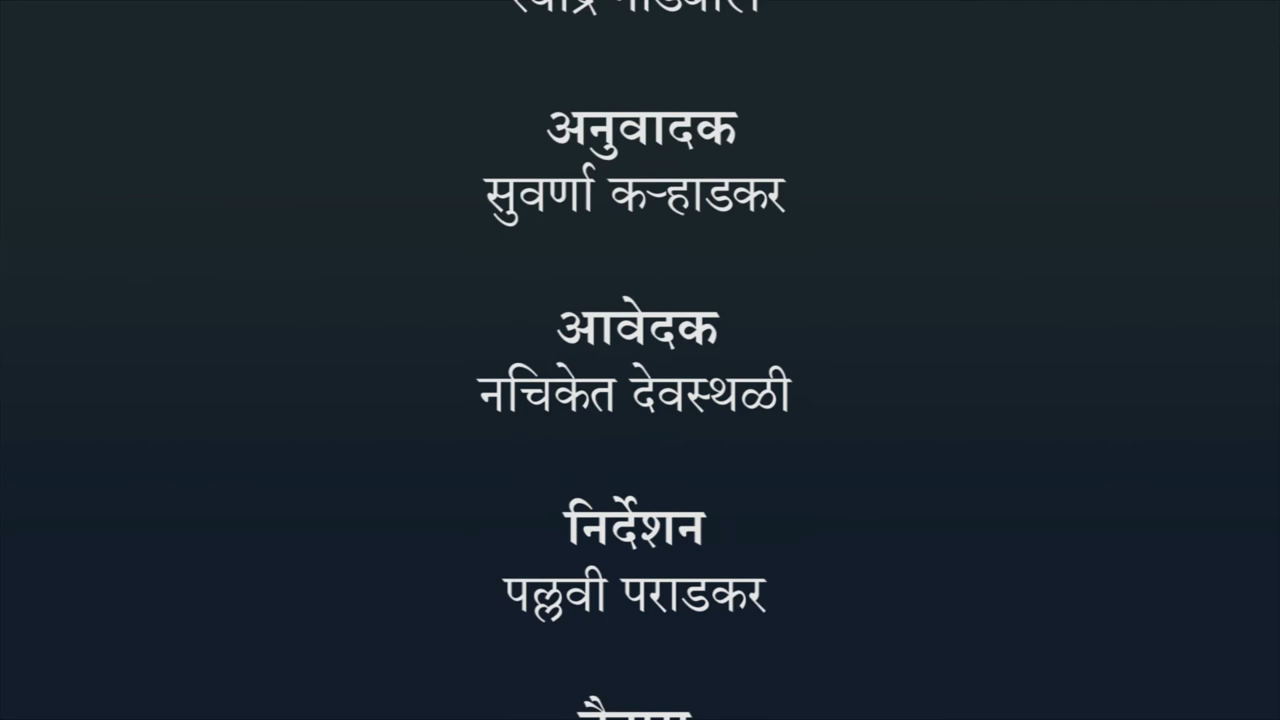 अनुवादक
सुवर्णा कऱ्हाडकर
आवेदक
नचिकेत देवस्थळी
निर्देशन
पल्लवी पराडकर